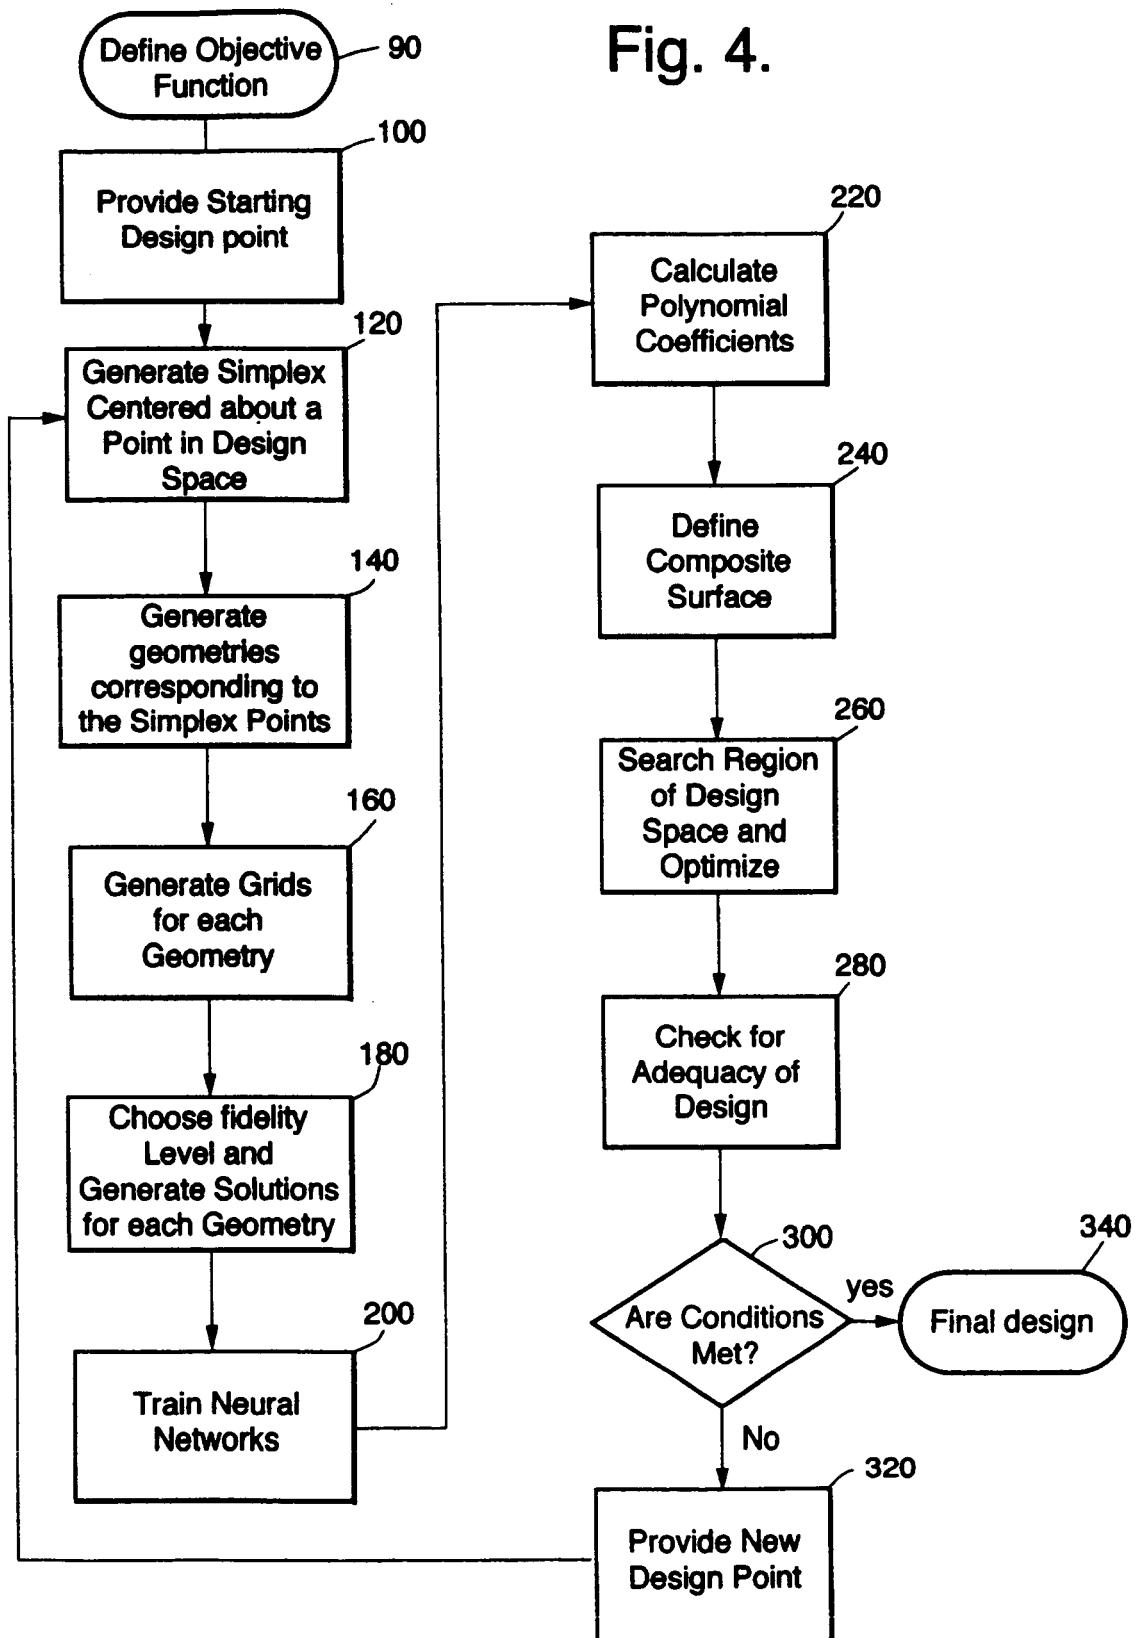 Fig. 4.
Define Objective
Function
90
100
Provide Starting
Design point
120
Generate Simplex
Centered about a
Point in Design
Space
140
Generate
geometries
corresponding to
the Simplex Points
160
Generate Grids
for each
Geometry
180
Choose fidelity
Level and
Generate Solutions
for each Geometry
200
Train Neural
Networks
220
Calculate
Polynomial
Coefficients
240
Define
Composite
Surface
260
Search Region
of Design
Space and
Optimize
280
Check for
Adequacy of
Design
300
Are Conditions
Met?
yes
340
Final design
No
320
Provide New
Design Point